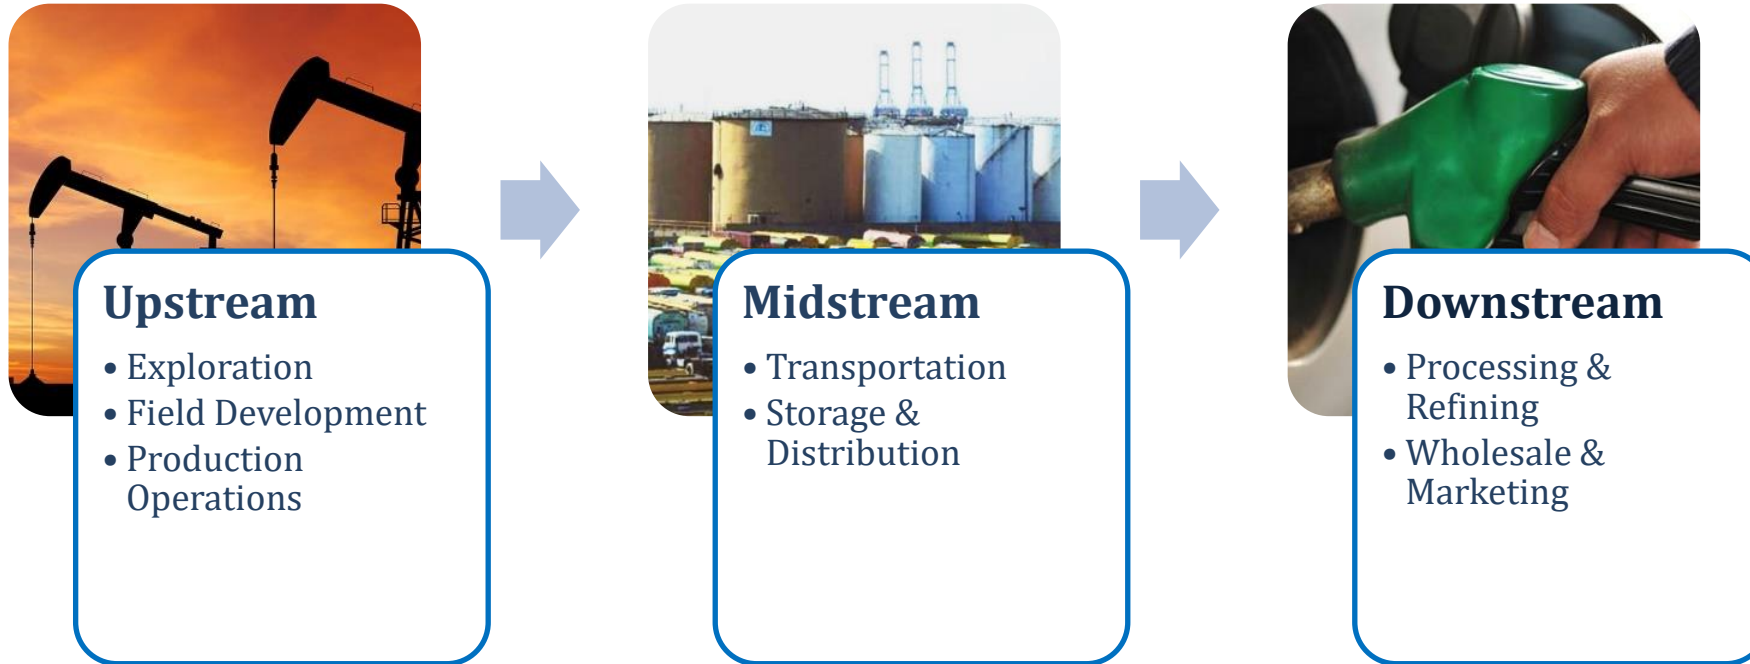 Upstream
• Exploration
• Field Development
• Production
Operations
Midstream
• Transportation
• Storage &
Distribution
Downstream
• Processing &
Refining
• Wholesale &
Marketing